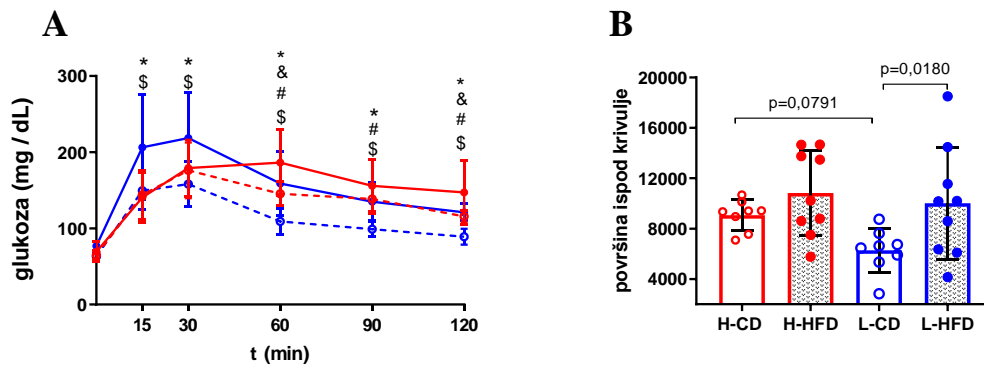 A
glukoza (mg / dL)
300
200
100
0
*
$
*
$
*
&
#
$
*
#
$
*
&
#
$
15
30
60
90
120
t (min)
B
površina ispod krivulje
20000
16000
12000
8000
4000
p=0,0791
p=0,0180
H-CD
H-HFD
L-CD
L-HFD